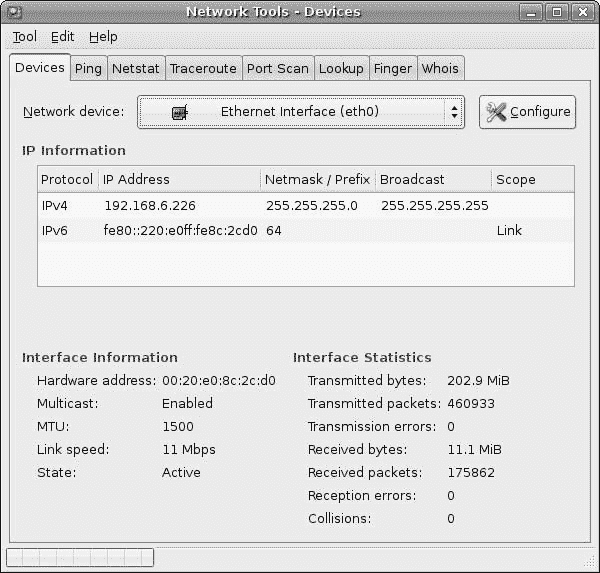 Network Tools - Devices
Tool Edit Help
Devices Ping Netstat Traceroute Port Scan Lookup Finger Whois
Network device: Ethernet Interface (eth0) Configure
IP Information
Protocol IP Address Netmask / Prefix Broadcast Scope
IPv4 192.168.6.226 255.255.255.0 255.255.255.255
IPv6 fe80::220:e0ff:fe8c:2cd0 64 Link
Interface Information Interface Statistics
Hardware address: 00:20:e0:8c:2c:d0 Transmitted bytes: 202.9 MiB
Multicast: Enabled Transmitted packets: 460933
MTU: 1500 Transmission errors: 0
Link speed: 11 Mbps Received bytes: 11.1 MiB
State: Active Received packets: 175862
Reception errors: 0
Collisions: 0